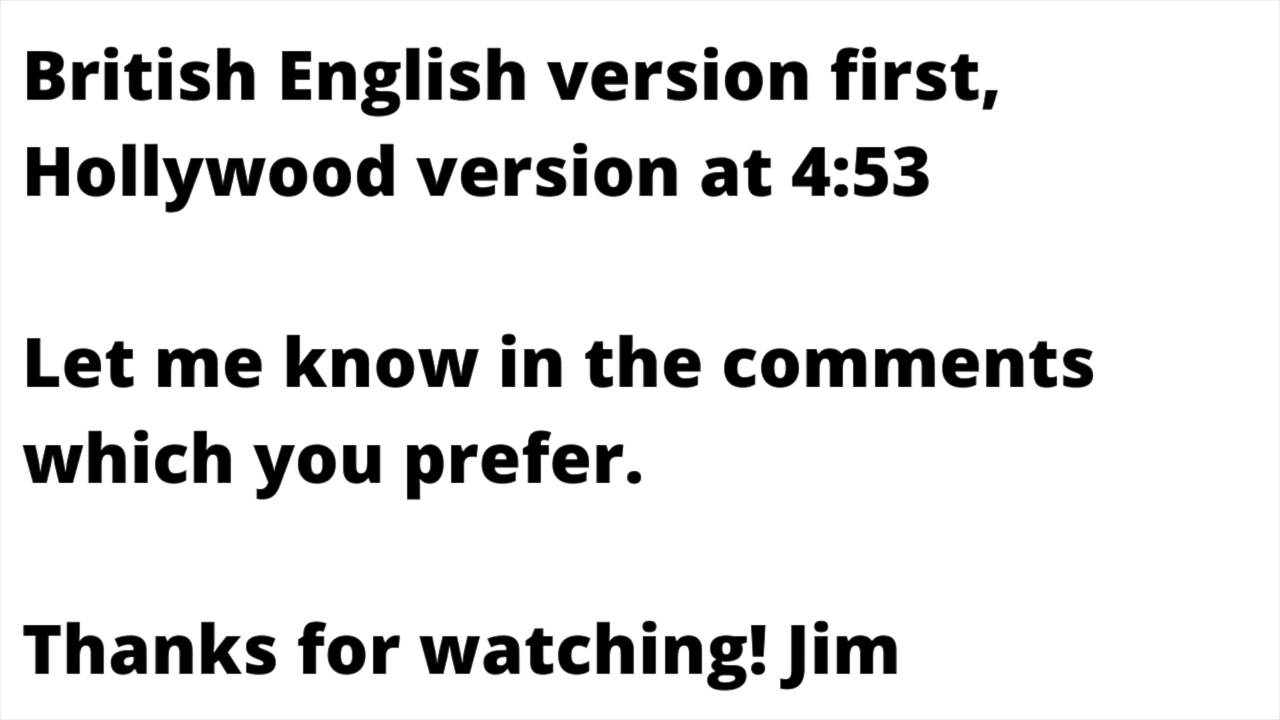 British English version first,
Hollywood version at 4:53
Let me know in the comments
which you prefer.
Thanks for watching! Jim